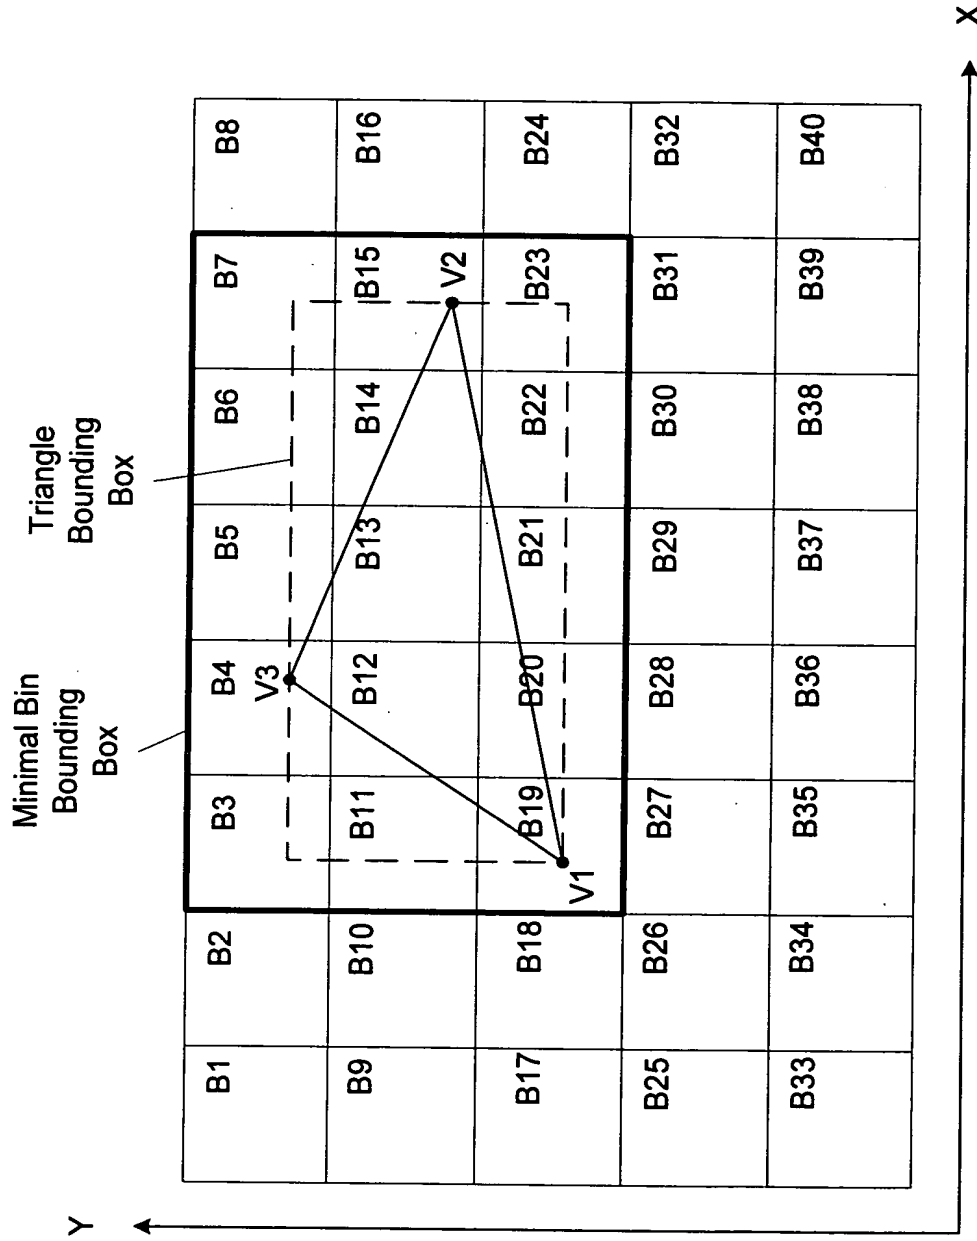 Minimal Bin
Bounding
Box
Triangle
Bounding
Box
Y
B1 B2 B3 B4 B5 B6 B7 B8
V3
B9 B10 B11 B12 B13 B14 B15 B16
V2
B17 B18 B19 B20 B21 B22 B23 B24
V1
B25 B26 B27 B28 B29 B30 B31 B32
B33 B34 B35 B36 B37 B38 B39 B40
X